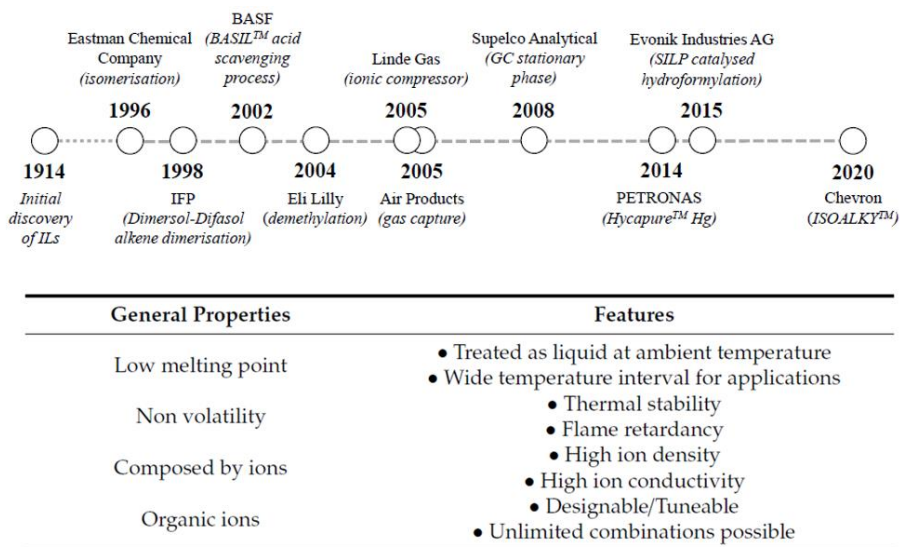 BASF
Eastman Chemical
Company
(isomerisation)
1996
(BASIL™ acid
scavenging
process)
2002
Linde Gas
(ionic compressor)
2005
Supelco Analytical
(GC stationary
phase)
2008
Evonik Industries AG
(SILP catalysed
hydroformylation)
2015
1914
Initial
discovery
of ILs
1998
IFP
(Dimersol-Difasol
alkene dimerisation)
2004
Eli Lilly
(demethylation)
2005
Air Products
(gas capture)
2014
PETRONAS
(Hycapure™ Hg)
2020
Chevron
(ISOALKY™)
General Properties Features
Low melting point
• Treated as liquid at ambient temperature
• Wide temperature interval for applications
Non volatility
• Thermal stability
• Flame retardancy
Composed by ions
• High ion density
• High ion conductivity
Organic ions
• Designable/Tuneable
• Unlimited combinations possible